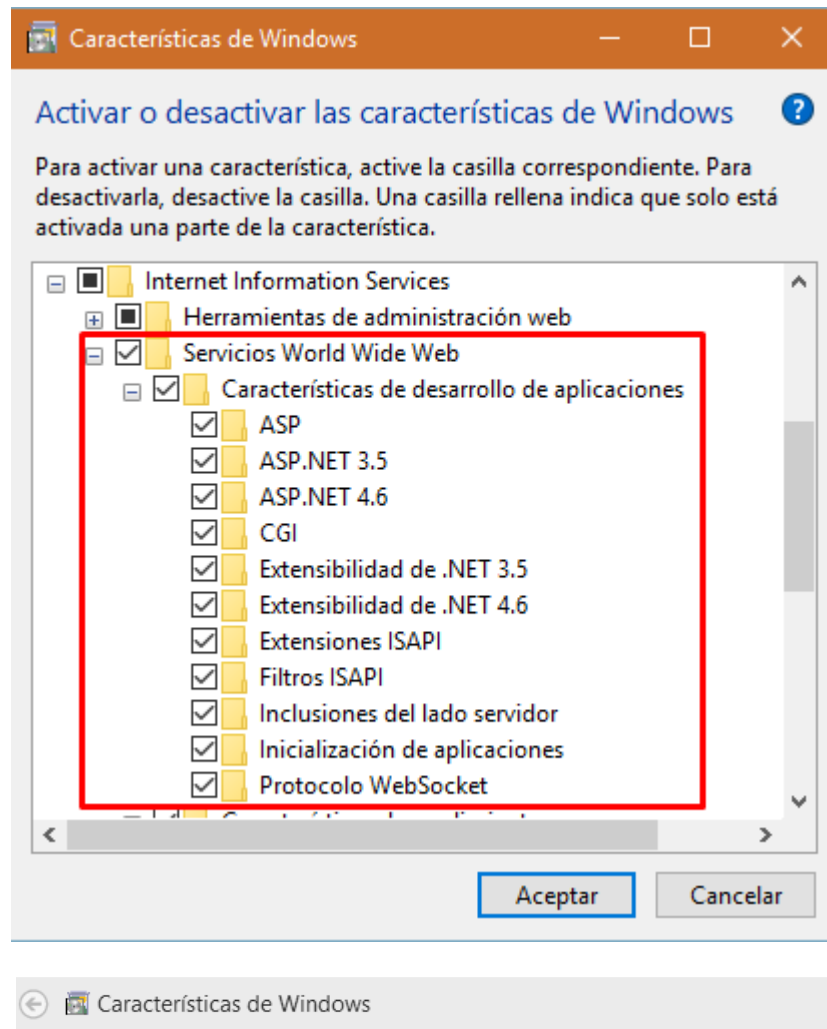 Características de Windows
Activar o desactivar las características de Windows
Para activar una característica, active la casilla correspondiente. Para
desactivarla, desactive la casilla. Una casilla rellena indica que solo está
activada una parte de la característica.
Internet Information Services
Herramientas de administración web
Servicios World Wide Web
Características de desarrollo de aplicaciones
ASP
ASP.NET 3.5
ASP.NET 4.6
CGI
Extensibilidad de .NET 3.5
Extensibilidad de .NET 4.6
Extensiones ISAPI
Filtros ISAPI
Inclusiones del lado servidor
Inicialización de aplicaciones
Protocolo WebSocket
Aceptar
Cancelar
Características de Windows